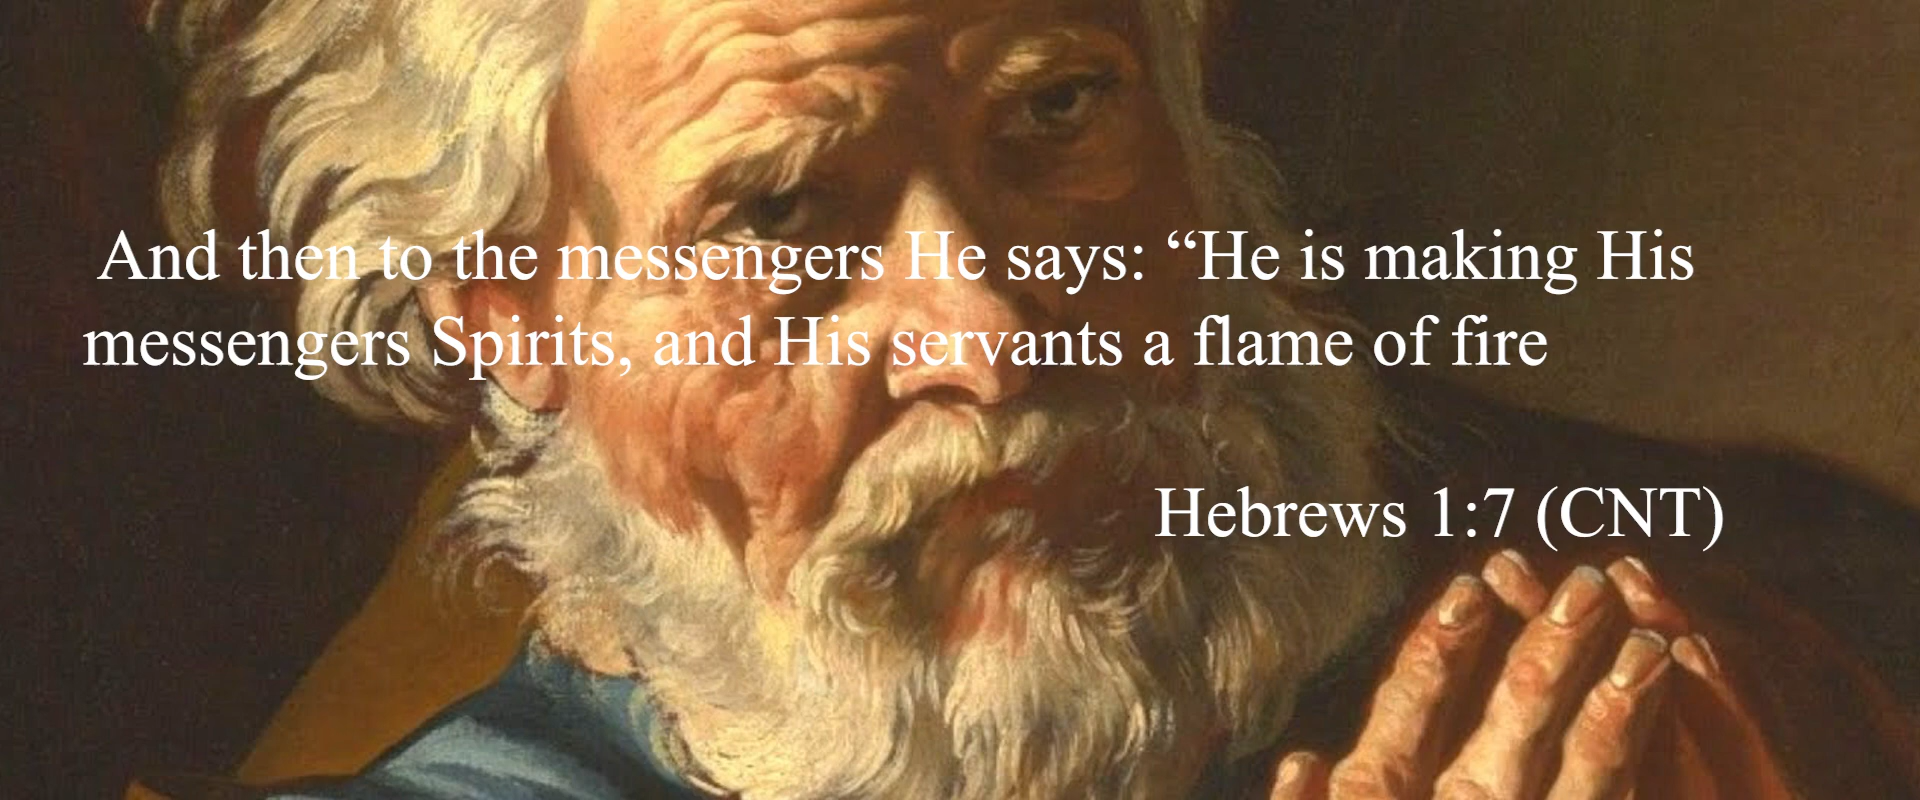 And then to the messengers He says: “He is making His
messengers Spirits, and His servants a flame of fire
Hebrews 1:7 (CNT)